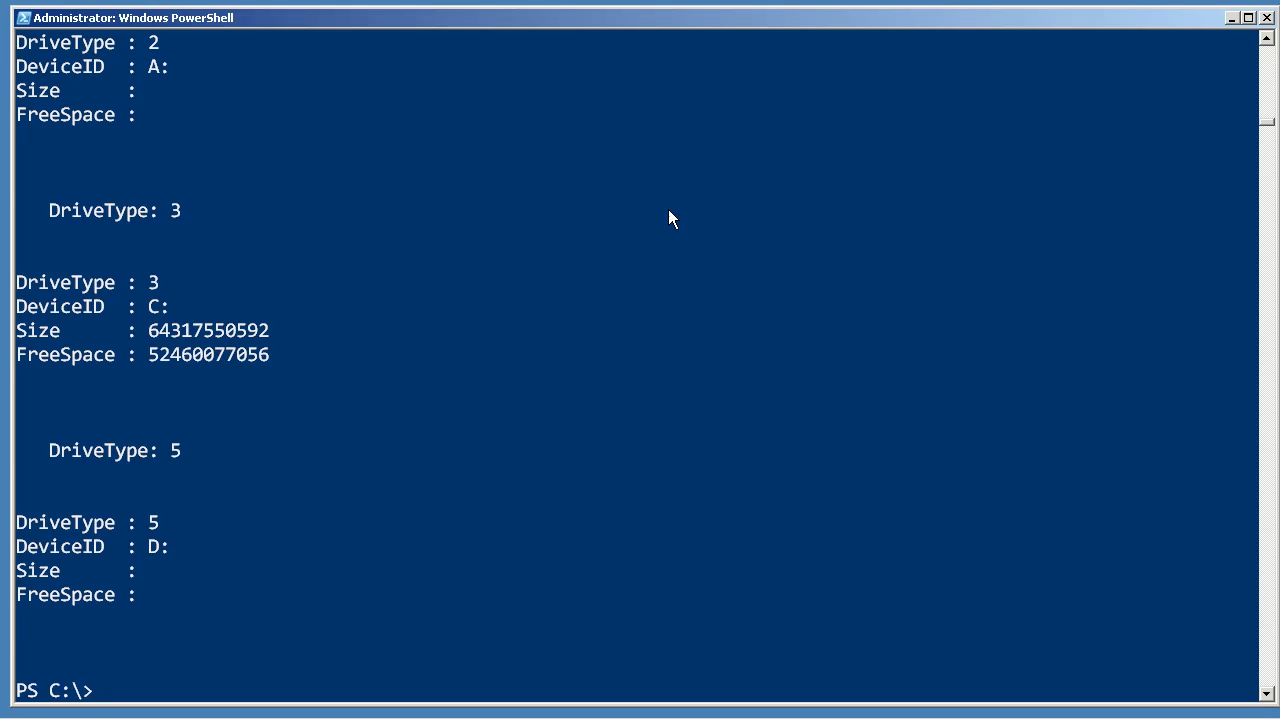 Administrator: Windows PowerShell
DriveType : 2
DeviceID  : A:
Size      :
FreeSpace :
DriveType: 3
DriveType : 3
DeviceID  : C:
Size      : 64317550592
FreeSpace : 52460077056
DriveType: 5
DriveType : 5
DeviceID  : D:
Size      :
FreeSpace :
PS C:\>